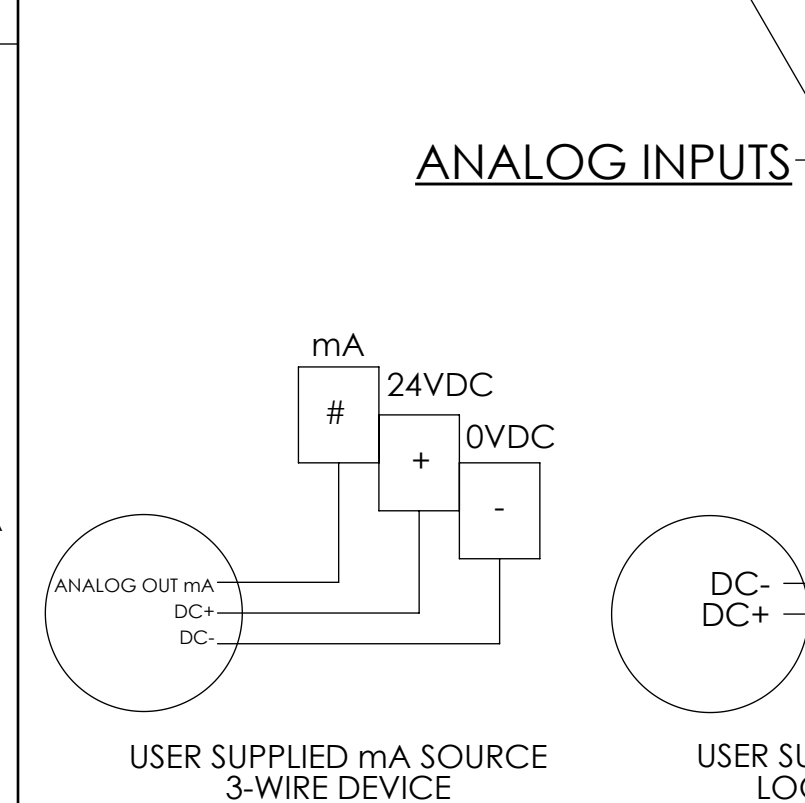 ANALOG INPUTS
mA
24VDC
0VDC
#
+
-
ANALOG OUT mA
DC+
DC-
DC-
DC+
USER SUPPLIED mA SOURCE
3-WIRE DEVICE
USER